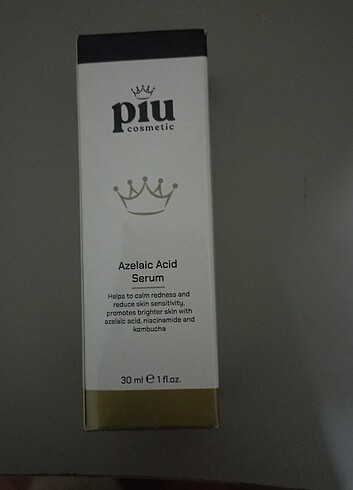 piu
cosmetic
Azelaic Acid
Serum
Helps to calm redness and
reduce skin sensitivity,
promotes brighter skin with
azelaic acid, niacinamide and
kombucha
30 ml ℮ 1 fl.oz.